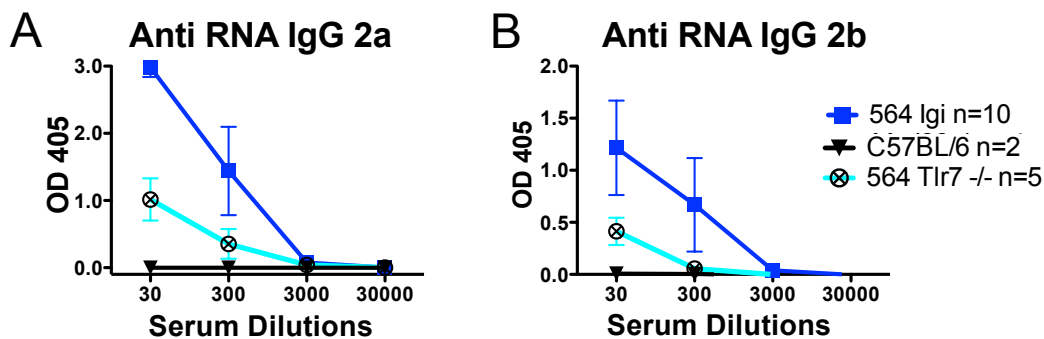 A
Anti RNA IgG 2a
3.0
2.0
1.0
0.0
OD 405
30
300
3000
30000
Serum Dilutions
B
Anti RNA IgG 2b
2.0
1.5
1.0
0.5
0.0
OD 405
30
300
3000
30000
Serum Dilutions
564 Igi n=10
C57BL/6 n=2
564 Tlr7 -/- n=5